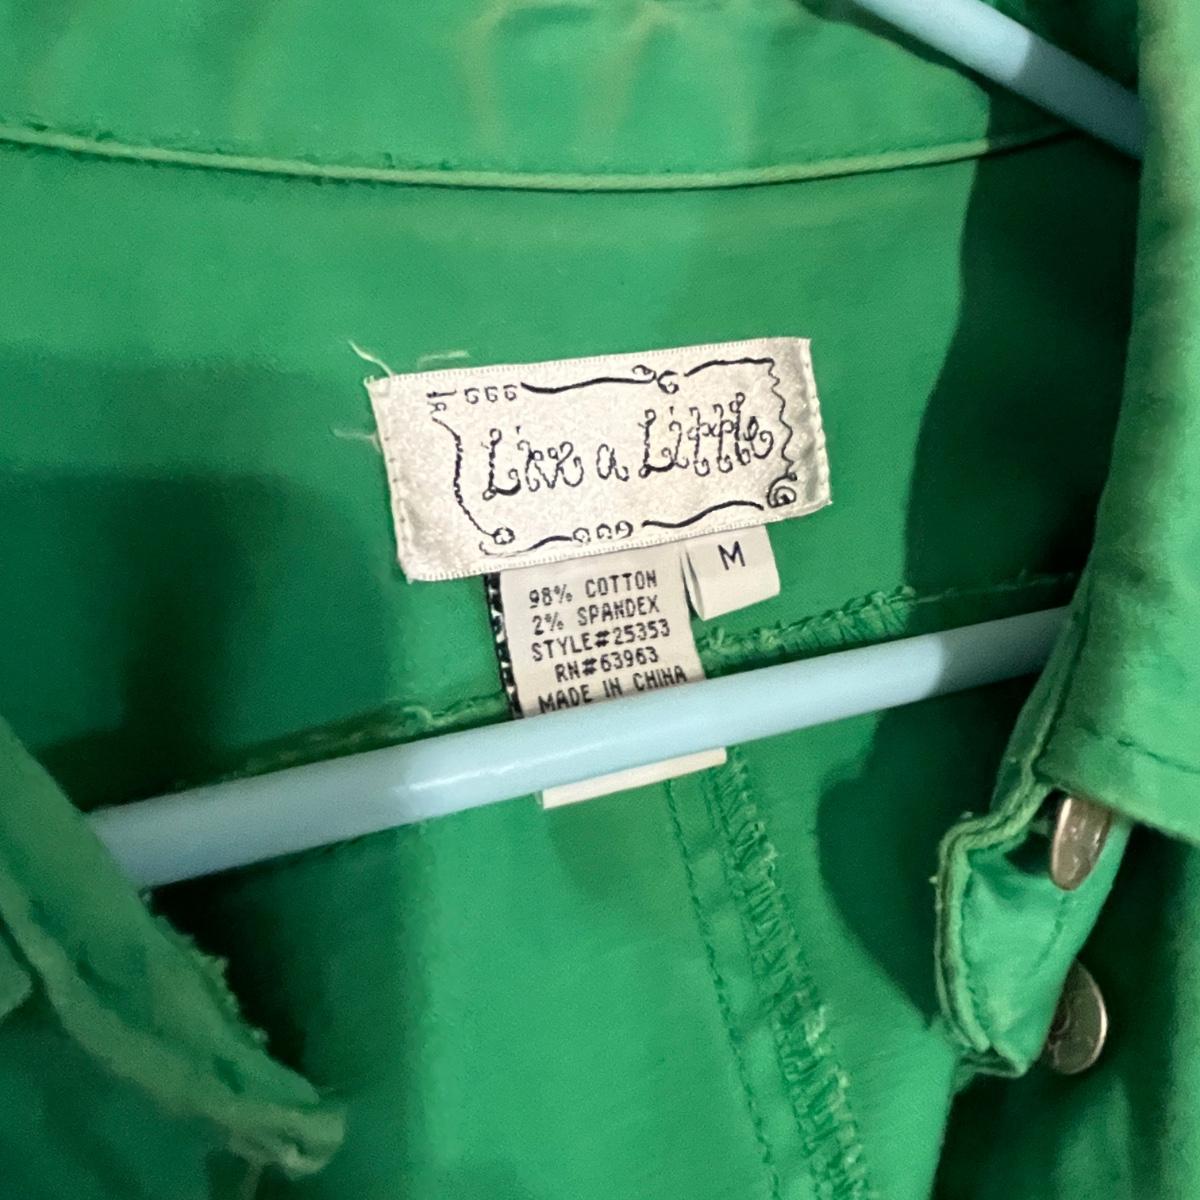 Live a Little
M
98% COTTON
2% SPANDEX
STYLE#25353
RN#63963
MADE IN CHINA